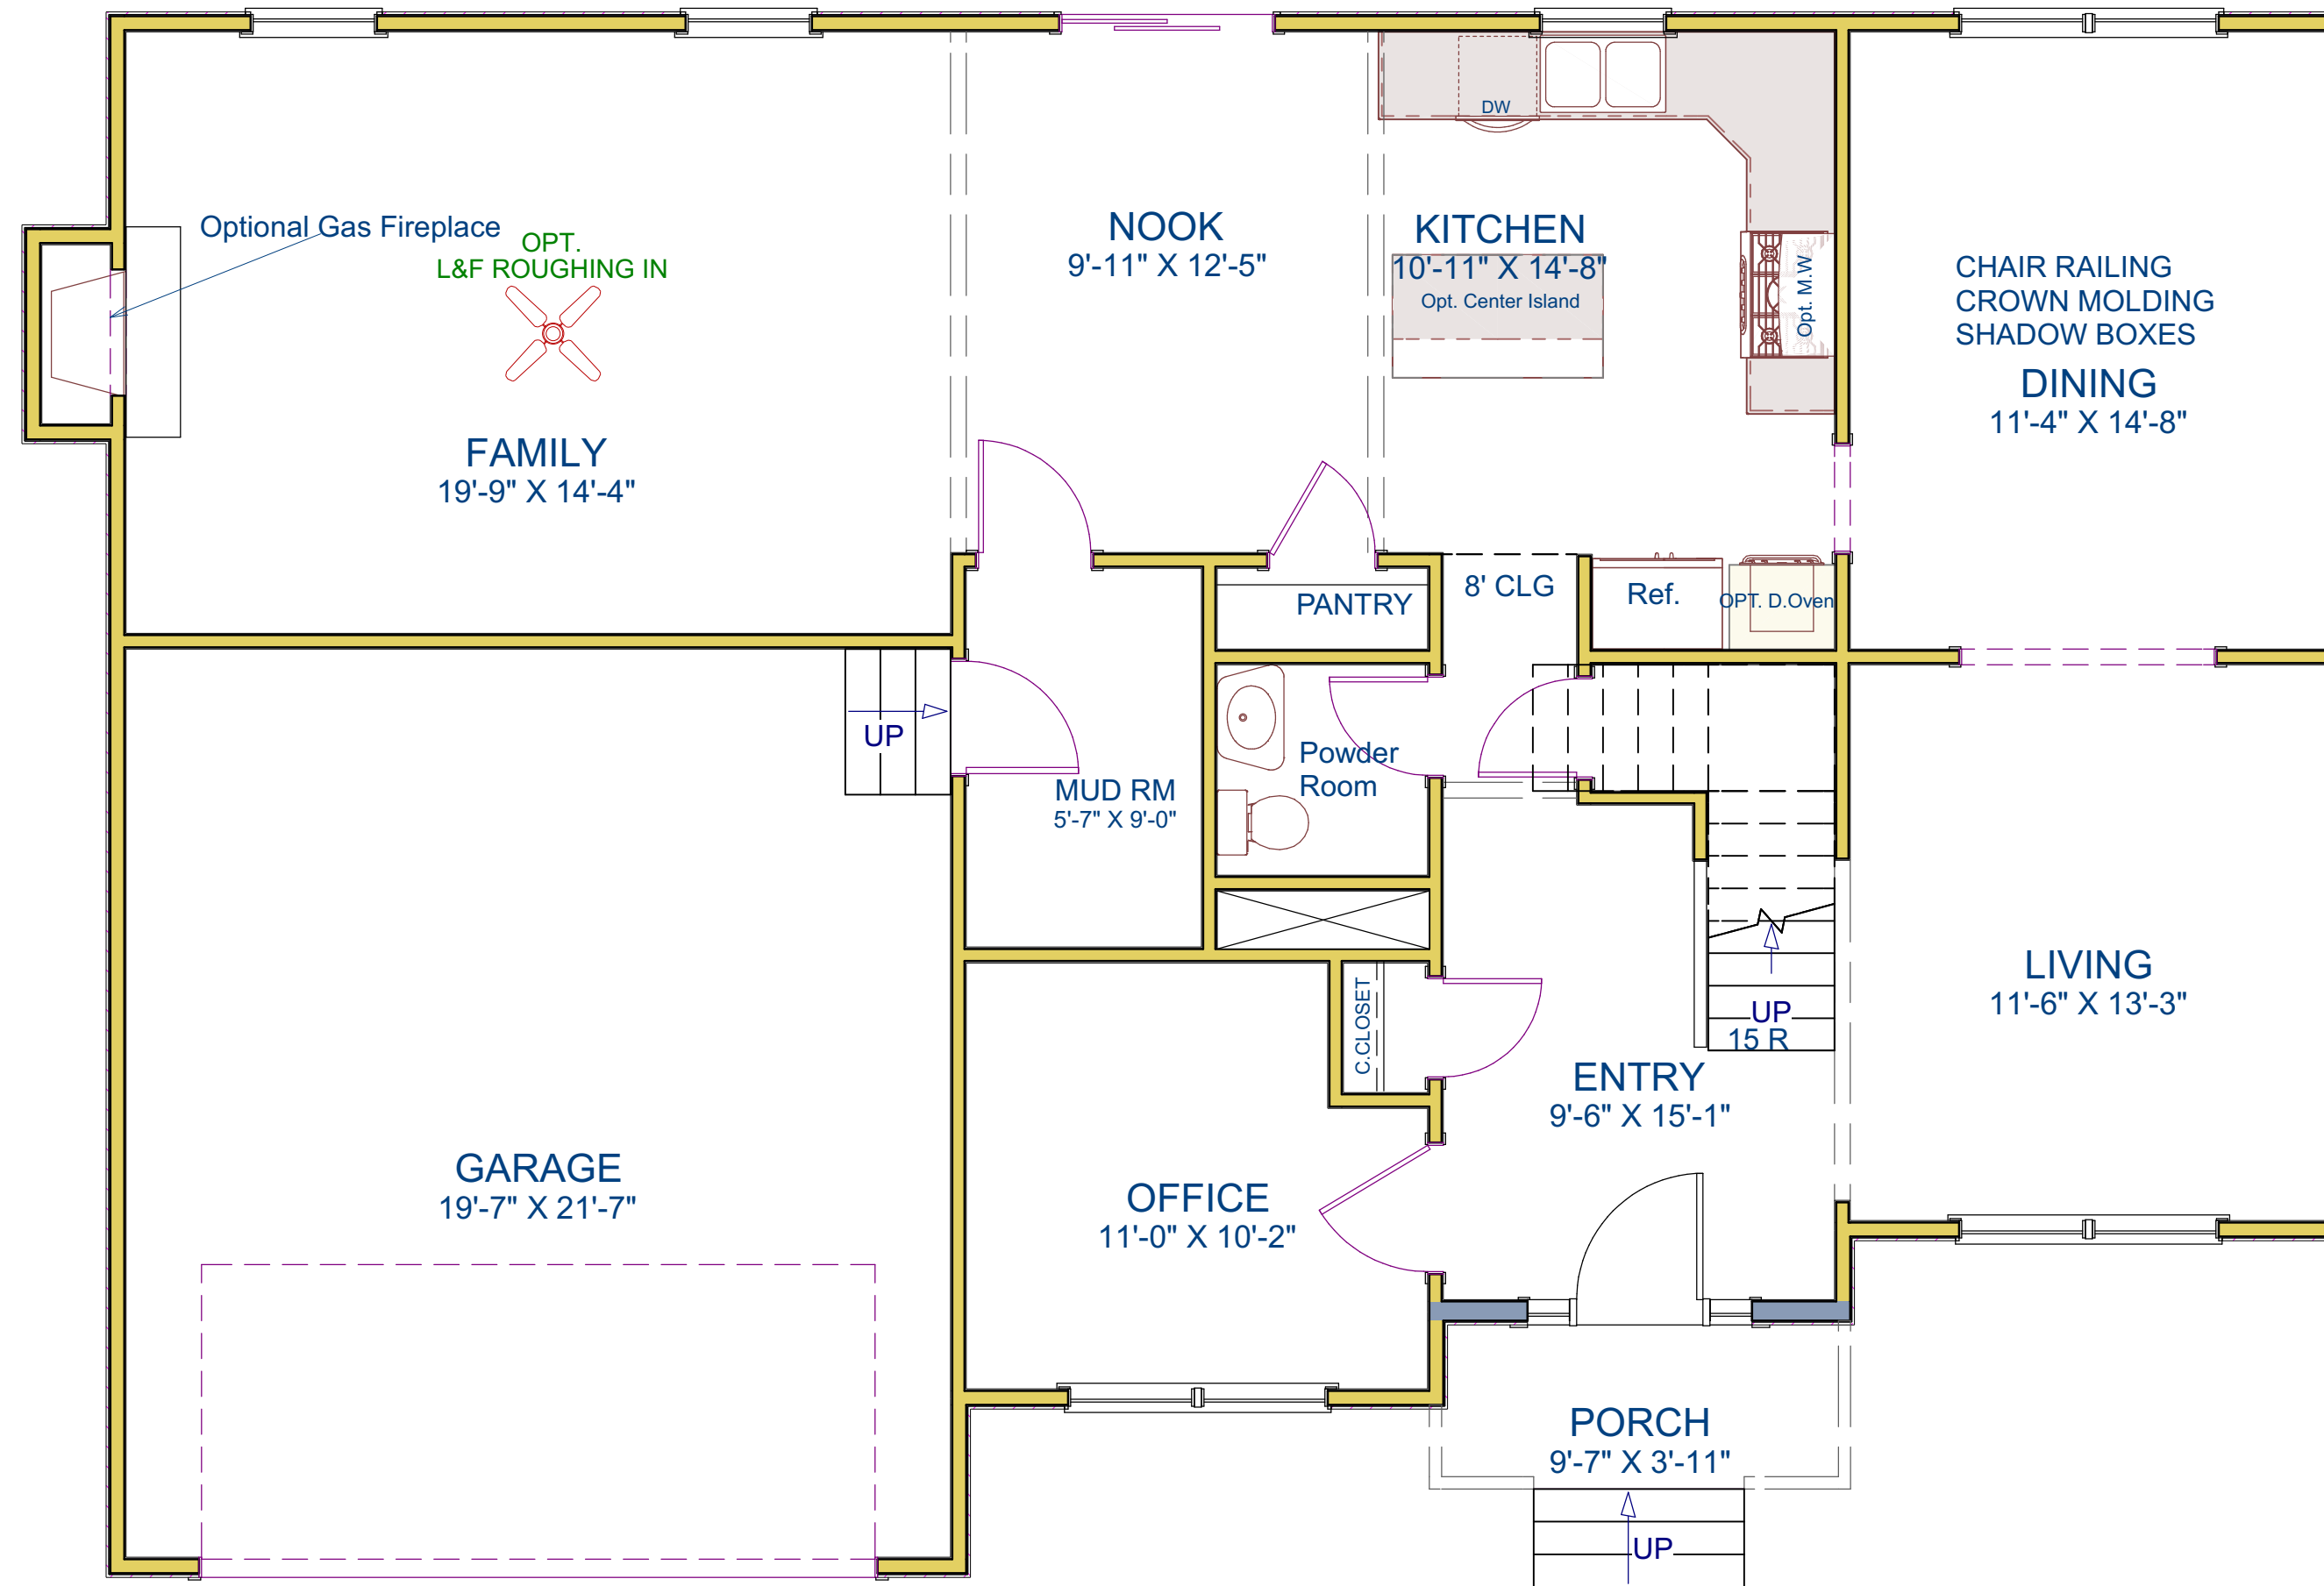 Optional Gas Fireplace
OPT.
L&F ROUGHING IN
FAMILY
19'-9" X 14'-4"
NOOK
9'-11" X 12'-5"
DW
KITCHEN
10'-11" X 14'-8"
Opt. Center Island
Opt. M.W.
CHAIR RAILING
CROWN MOLDING
SHADOW BOXES
DINING
11'-4" X 14'-8"
PANTRY
8' CLG
Ref.
OPT. D.Oven
UP
MUD RM
5'-7" X 9'-0"
Powder
Room
C.CLOSET
UP
15 R
LIVING
11'-6" X 13'-3"
ENTRY
9'-6" X 15'-1"
GARAGE
19'-7" X 21'-7"
OFFICE
11'-0" X 10'-2"
PORCH
9'-7" X 3'-11"
UP